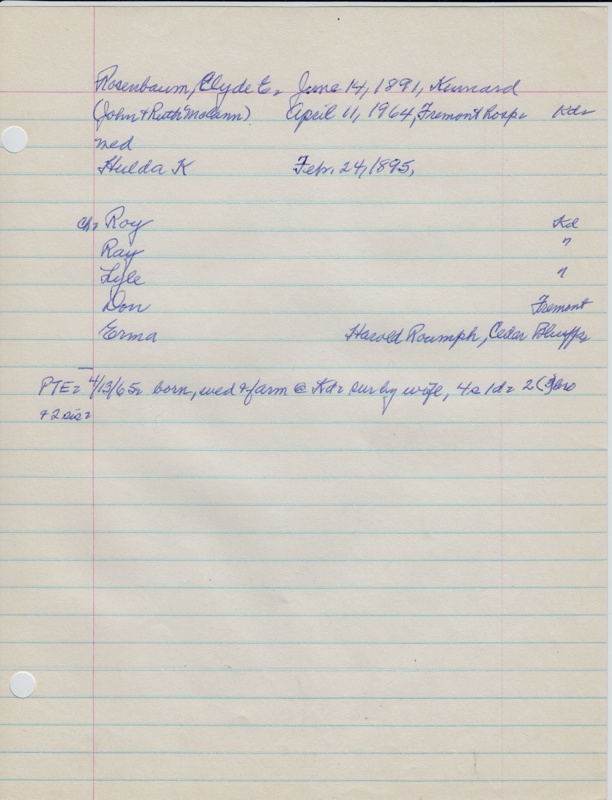 Rosenbaum, Clyde E. June 14, 1891, Kennard
(John + Ruth McCann) April 11, 1964, Fremont Hosp. Kd.
wed
Hulda K Feb. 24, 1895,
ch. Roy Kd
Ray "
Lyle "
Don Fremont
Erma Harold Roumph, Cedar Bluffs
PTE. 4/13/65. born, wed + farm @ Kd. sur by wife, 4s 1d. 2 (3) bro
+ 2 sis.